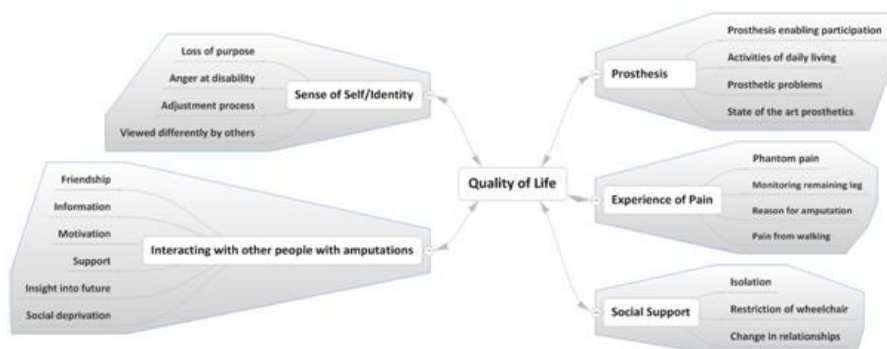 Loss of purpose
Anger at disability
Adjustment process
Viewed differently by others
Sense of Self/Identity
Friendship
Information
Motivation
Support
Insight into future
Social deprivation
Interacting with other people with amputations
Quality of Life
Prosthesis
Prosthesis enabling participation
Activities of daily living
Prosthetic problems
State of the art prosthetics
Experience of Pain
Phantom pain
Monitoring remaining leg
Reason for amputation
Pain from walking
Social Support
Isolation
Restriction of wheelchair
Change in relationships